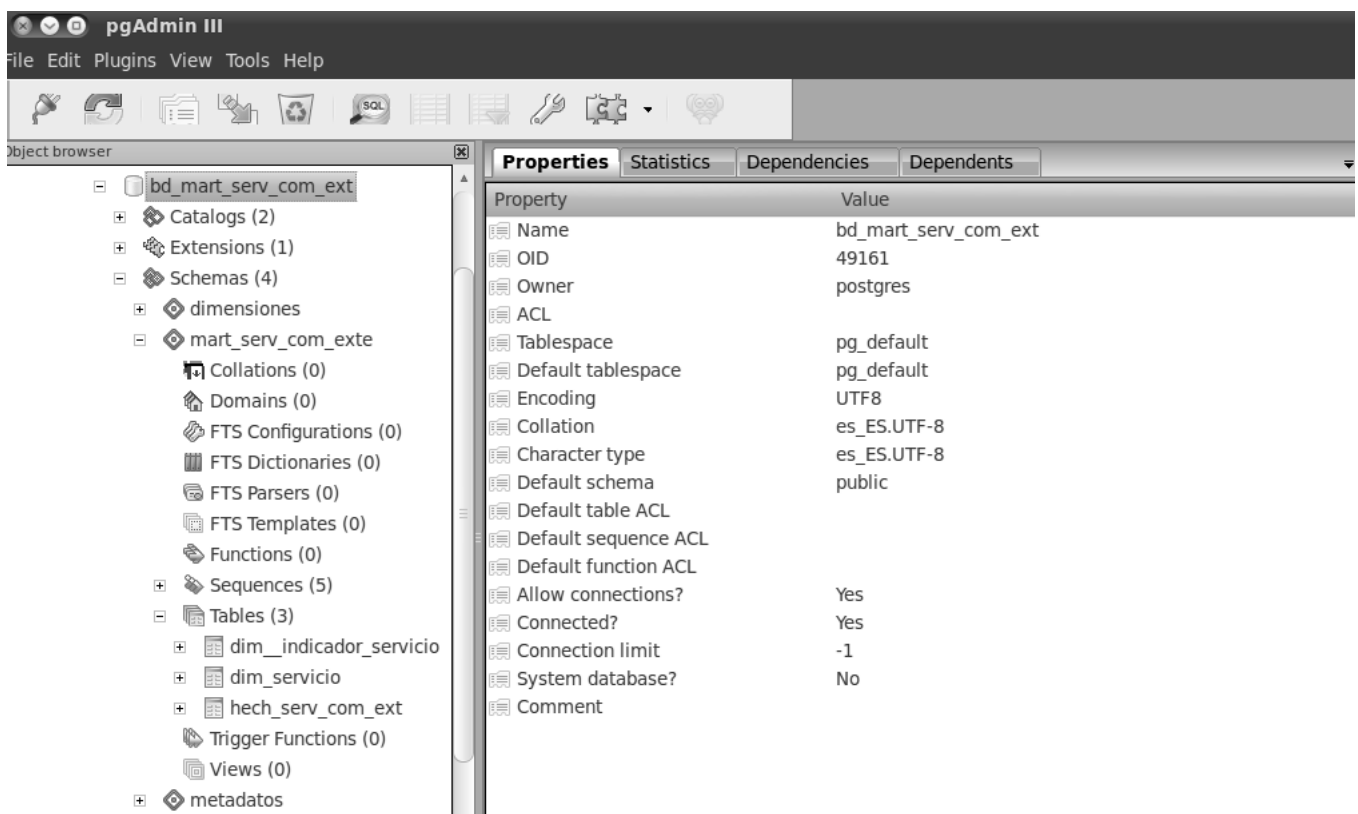 pgAdmin III
File Edit Plugins View Tools Help
SQL
Object browser
bd_mart_serv_com_ext
Catalogs (2)
Extensions (1)
Schemas (4)
dimensiones
mart_serv_com_exte
Collations (0)
Domains (0)
FTS Configurations (0)
FTS Dictionaries (0)
FTS Parsers (0)
FTS Templates (0)
Functions (0)
Sequences (5)
Tables (3)
dim__indicador_servicio
dim_servicio
hech_serv_com_ext
Trigger Functions (0)
Views (0)
metadatos
Properties Statistics Dependencies Dependents
Property Value
Name bd_mart_serv_com_ext
OID 49161
Owner postgres
ACL
Tablespace pg_default
Default tablespace pg_default
Encoding UTF8
Collation es_ES.UTF-8
Character type es_ES.UTF-8
Default schema public
Default table ACL
Default sequence ACL
Default function ACL
Allow connections? Yes
Connected? Yes
Connection limit -1
System database? No
Comment